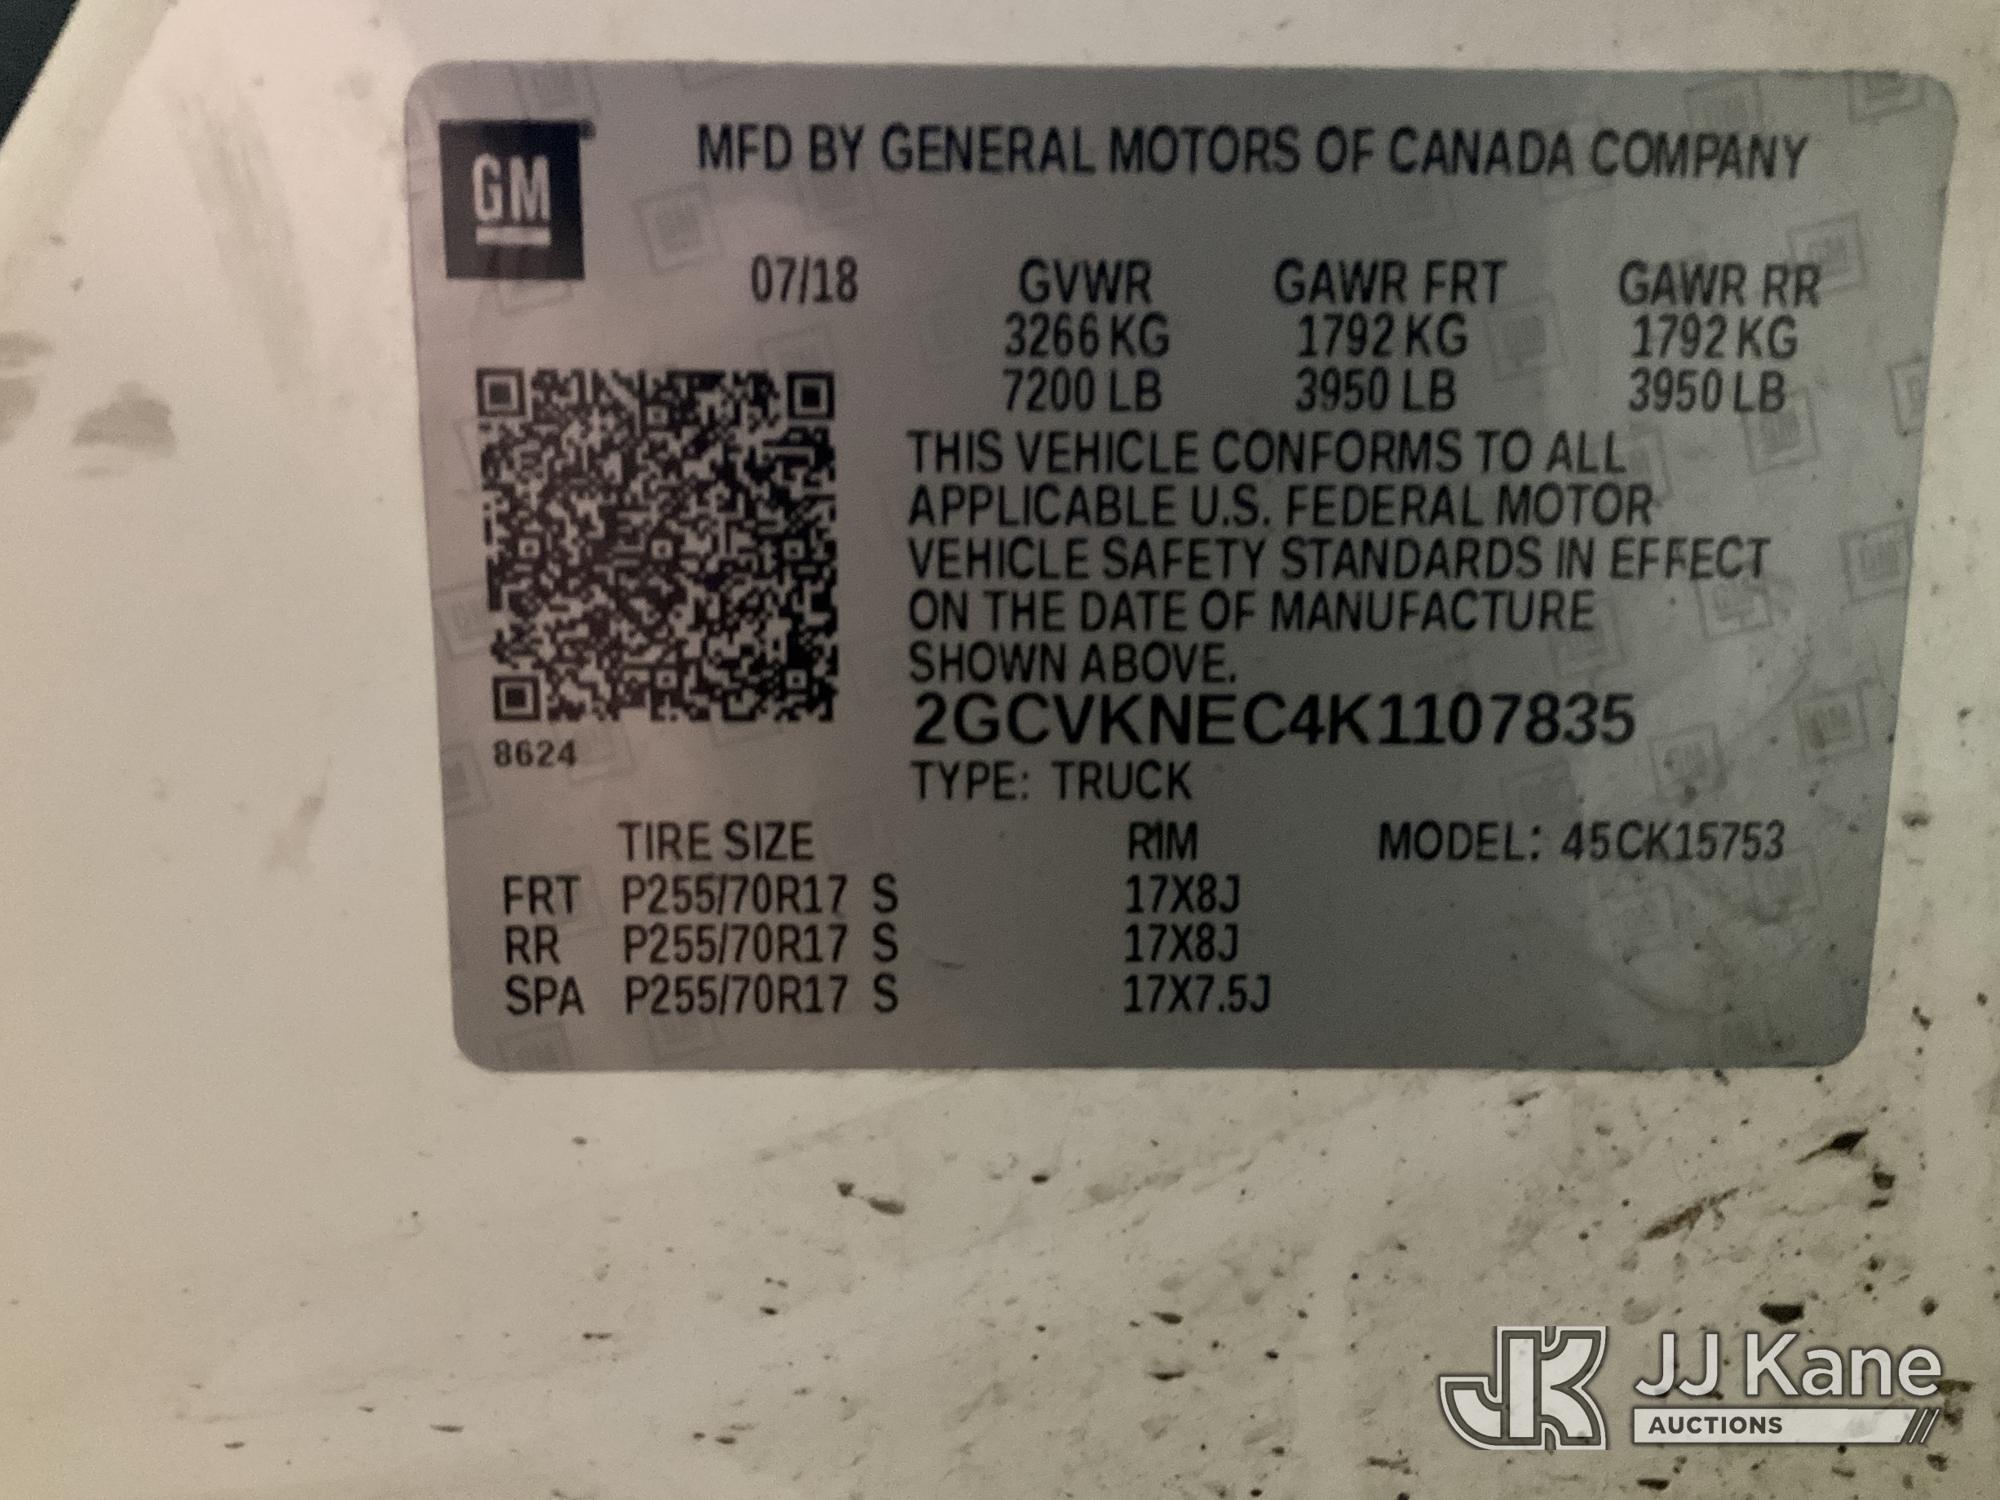 GM
MFD BY GENERAL MOTORS OF CANADA COMPANY
07/18 GVWR GAWR FRT GAWR RR
3266 KG 1792 KG 1792 KG
7200 LB 3950 LB 3950 LB
THIS VEHICLE CONFORMS TO ALL
APPLICABLE U.S. FEDERAL MOTOR
VEHICLE SAFETY STANDARDS IN EFFECT
ON THE DATE OF MANUFACTURE
SHOWN ABOVE.
2GCVKNEC4K1107835
8624
TYPE: TRUCK
TIRE SIZE RIM MODEL: 45CK15753
FRT P255/70R17 S 17X8J
RR P255/70R17 S 17X8J
SPA P255/70R17 S 17X7.5J
JK JJ Kane
AUCTIONS